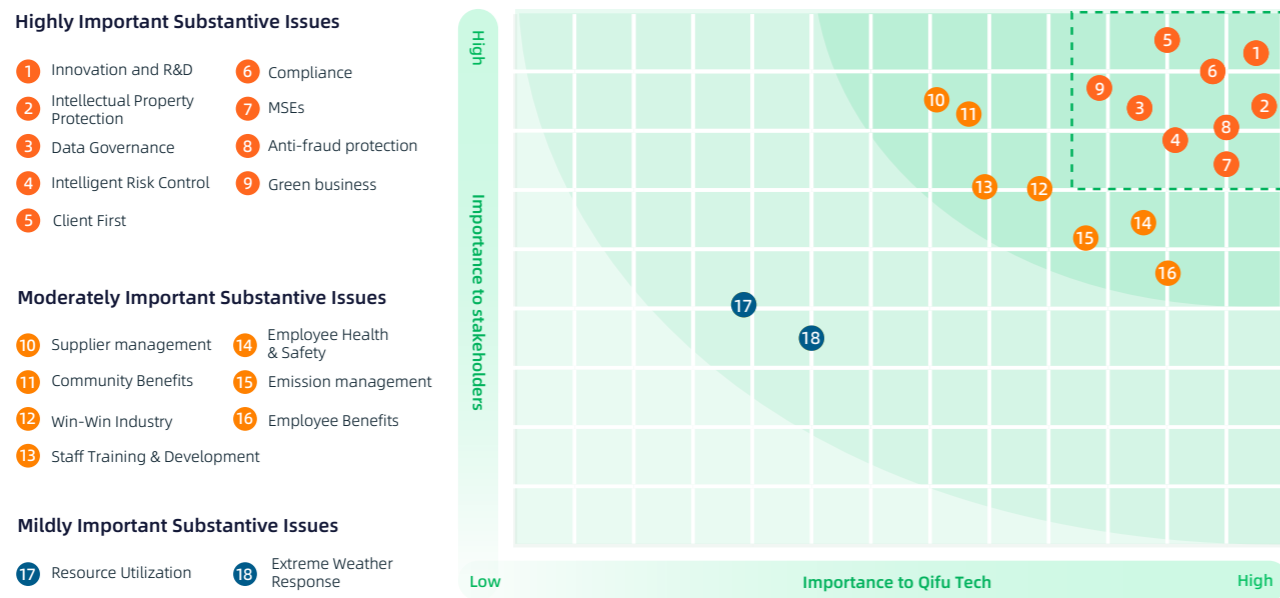 Highly Important Substantive Issues
1 Innovation and R&D
2 Intellectual Property
Protection
3 Data Governance
4 Intelligent Risk Control
5 Client First
6 Compliance
7 MSEs
8 Anti-fraud protection
9 Green business
Moderately Important Substantive Issues
10 Supplier management
11 Community Benefits
12 Win-Win Industry
13 Staff Training & Development
14 Employee Health
& Safety
15 Emission management
16 Employee Benefits
Mildly Important Substantive Issues
17 Resource Utilization
18 Extreme Weather
Response
High
Importance to stakeholders
Low
Importance to Qifu Tech
High
5
1
6
9
10
2
3
11
8
4
7
13
12
14
15
16
17
18